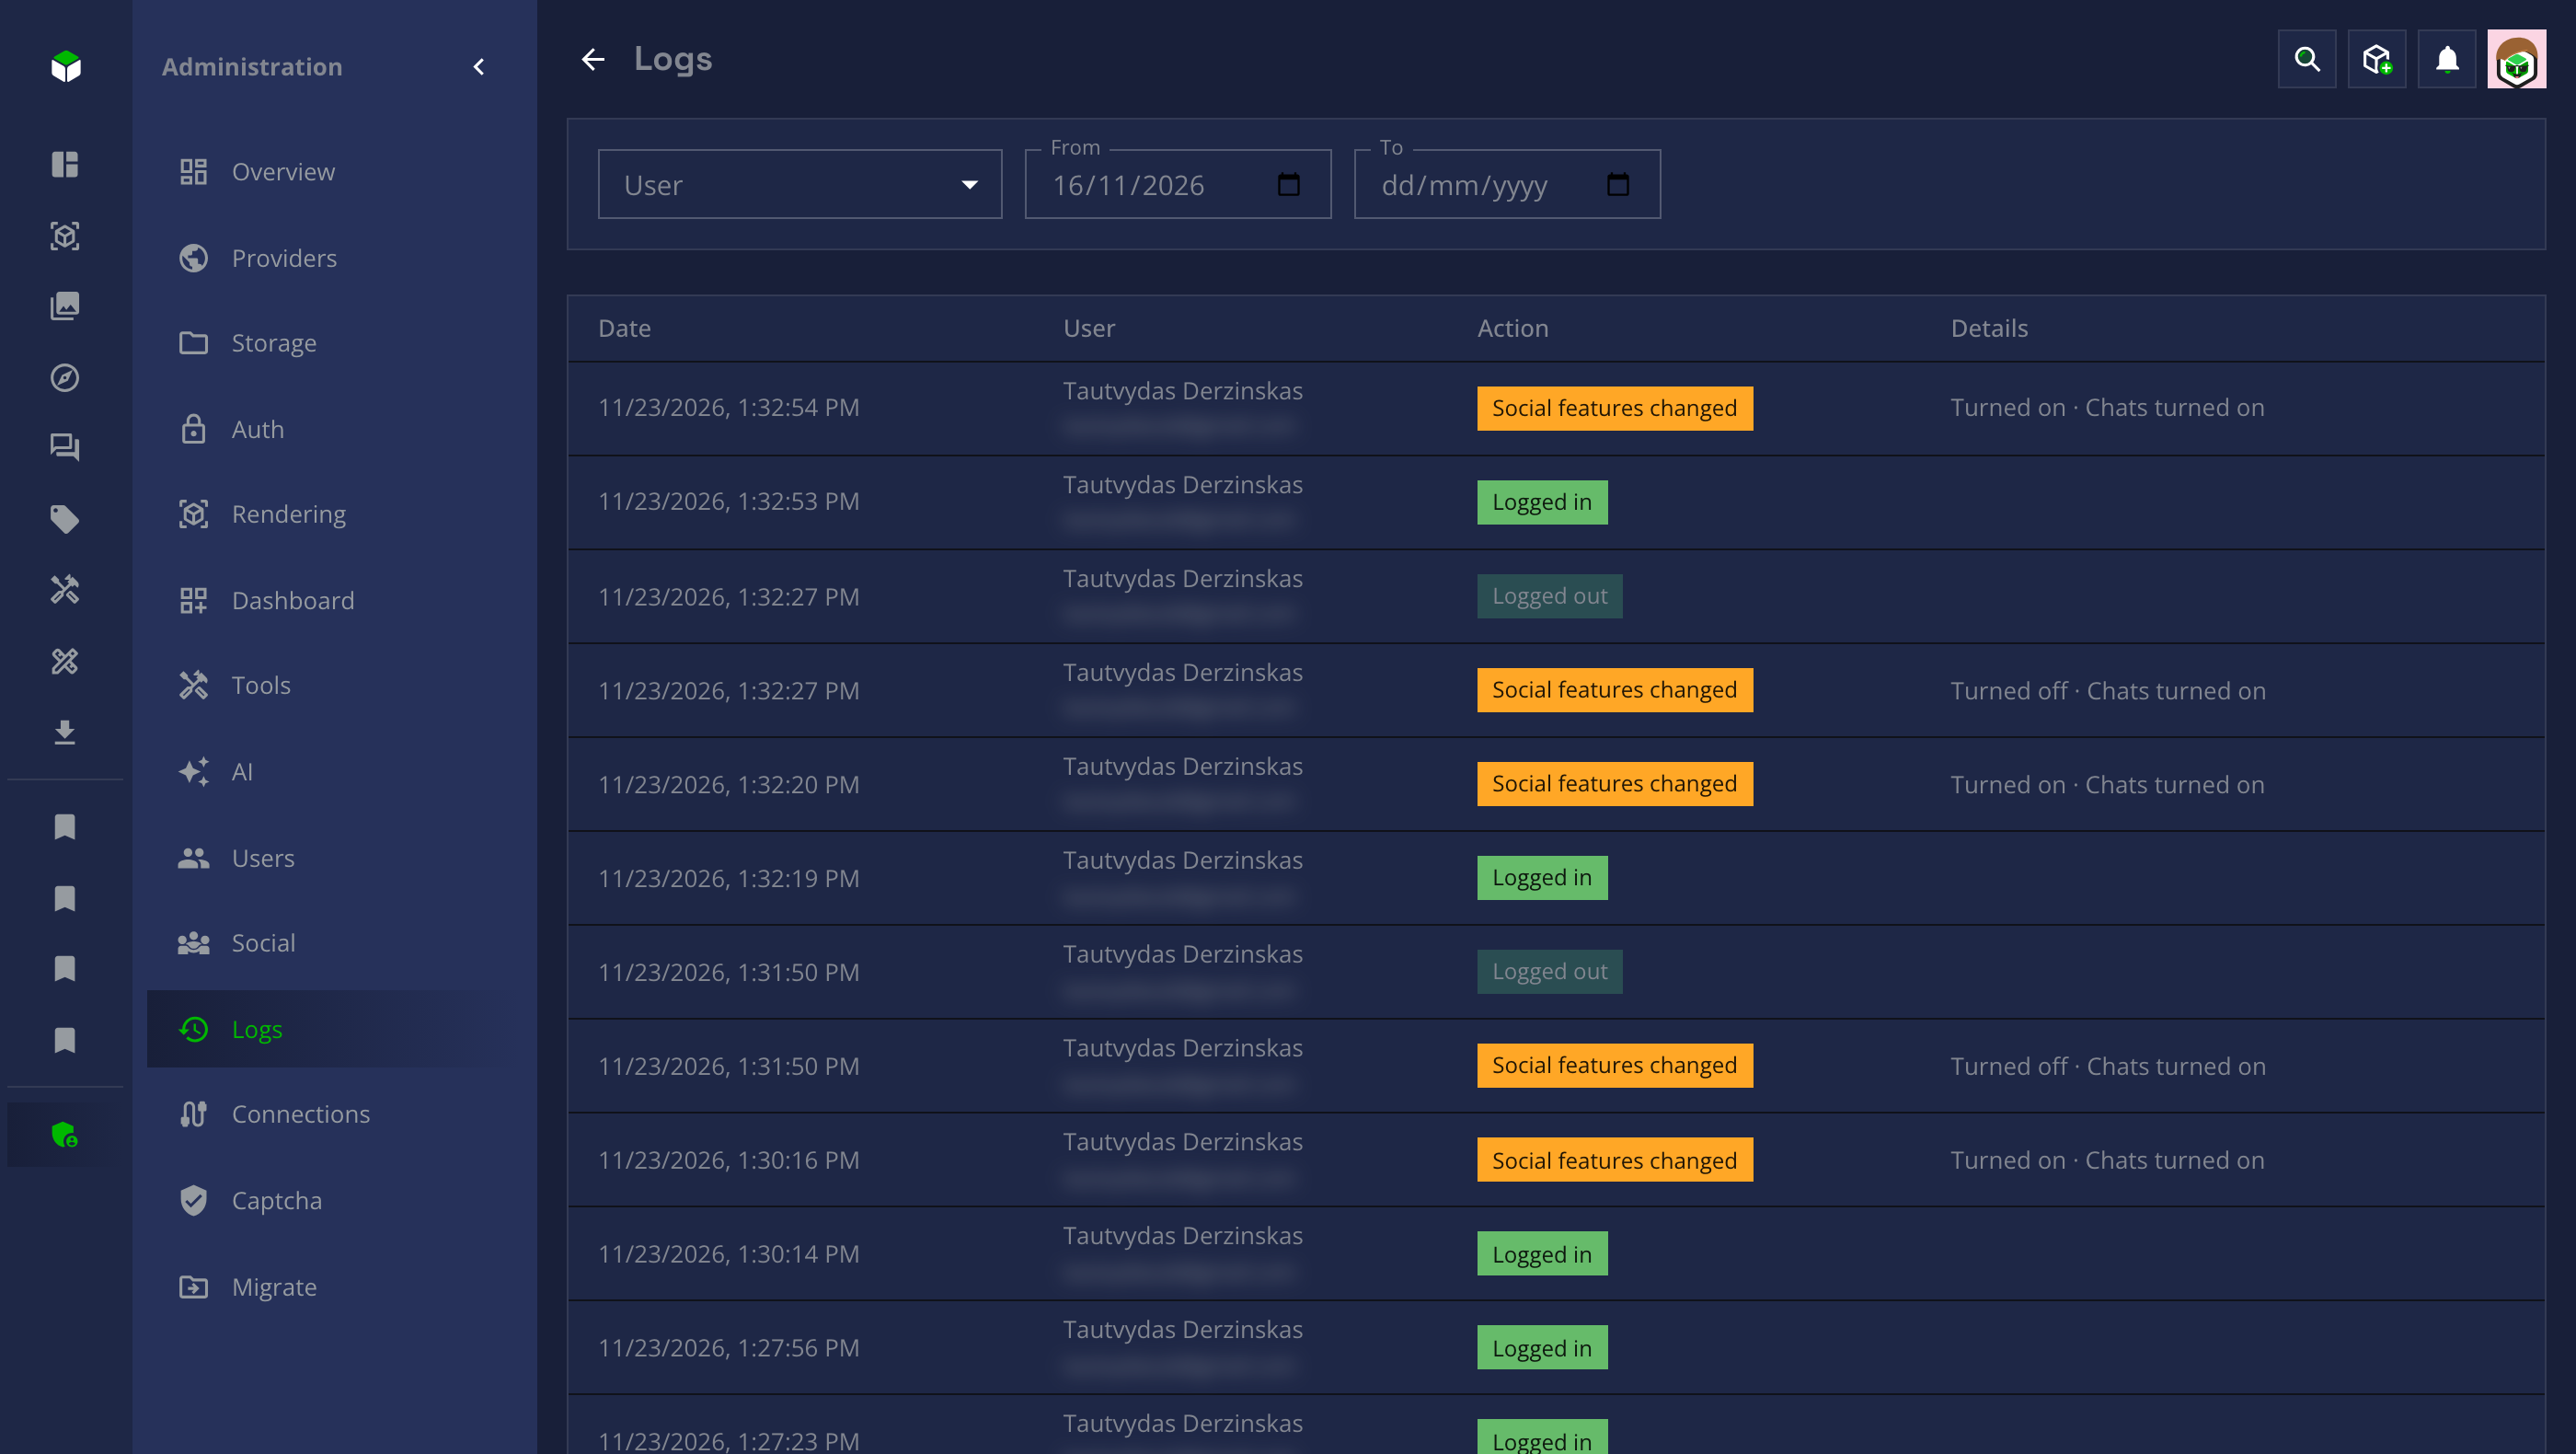 Administration
Overview
Providers
Storage
Auth
Rendering
Dashboard
Tools
AI
Users
Social
Logs
Connections
Captcha
Migrate
Logs
User
From
16/11/2026
To
dd/mm/yyyy
Date User Action Details
Tautvydas Derzinskas
11/23/2026, 1:32:54 PM Social features changed Turned on · Chats turned on
Tautvydas Derzinskas
11/23/2026, 1:32:53 PM Logged in
Tautvydas Derzinskas
11/23/2026, 1:32:27 PM Logged out
Tautvydas Derzinskas
11/23/2026, 1:32:27 PM Social features changed Turned off · Chats turned on
Tautvydas Derzinskas
11/23/2026, 1:32:20 PM Social features changed Turned on · Chats turned on
Tautvydas Derzinskas
11/23/2026, 1:32:19 PM Logged in
Tautvydas Derzinskas
11/23/2026, 1:31:50 PM Logged out
Tautvydas Derzinskas
11/23/2026, 1:31:50 PM Social features changed Turned off · Chats turned on
Tautvydas Derzinskas
11/23/2026, 1:30:16 PM Social features changed Turned on · Chats turned on
Tautvydas Derzinskas
11/23/2026, 1:30:14 PM Logged in
Tautvydas Derzinskas
11/23/2026, 1:27:56 PM Logged in
Tautvydas Derzinskas
11/23/2026, 1:27:23 PM Logged in